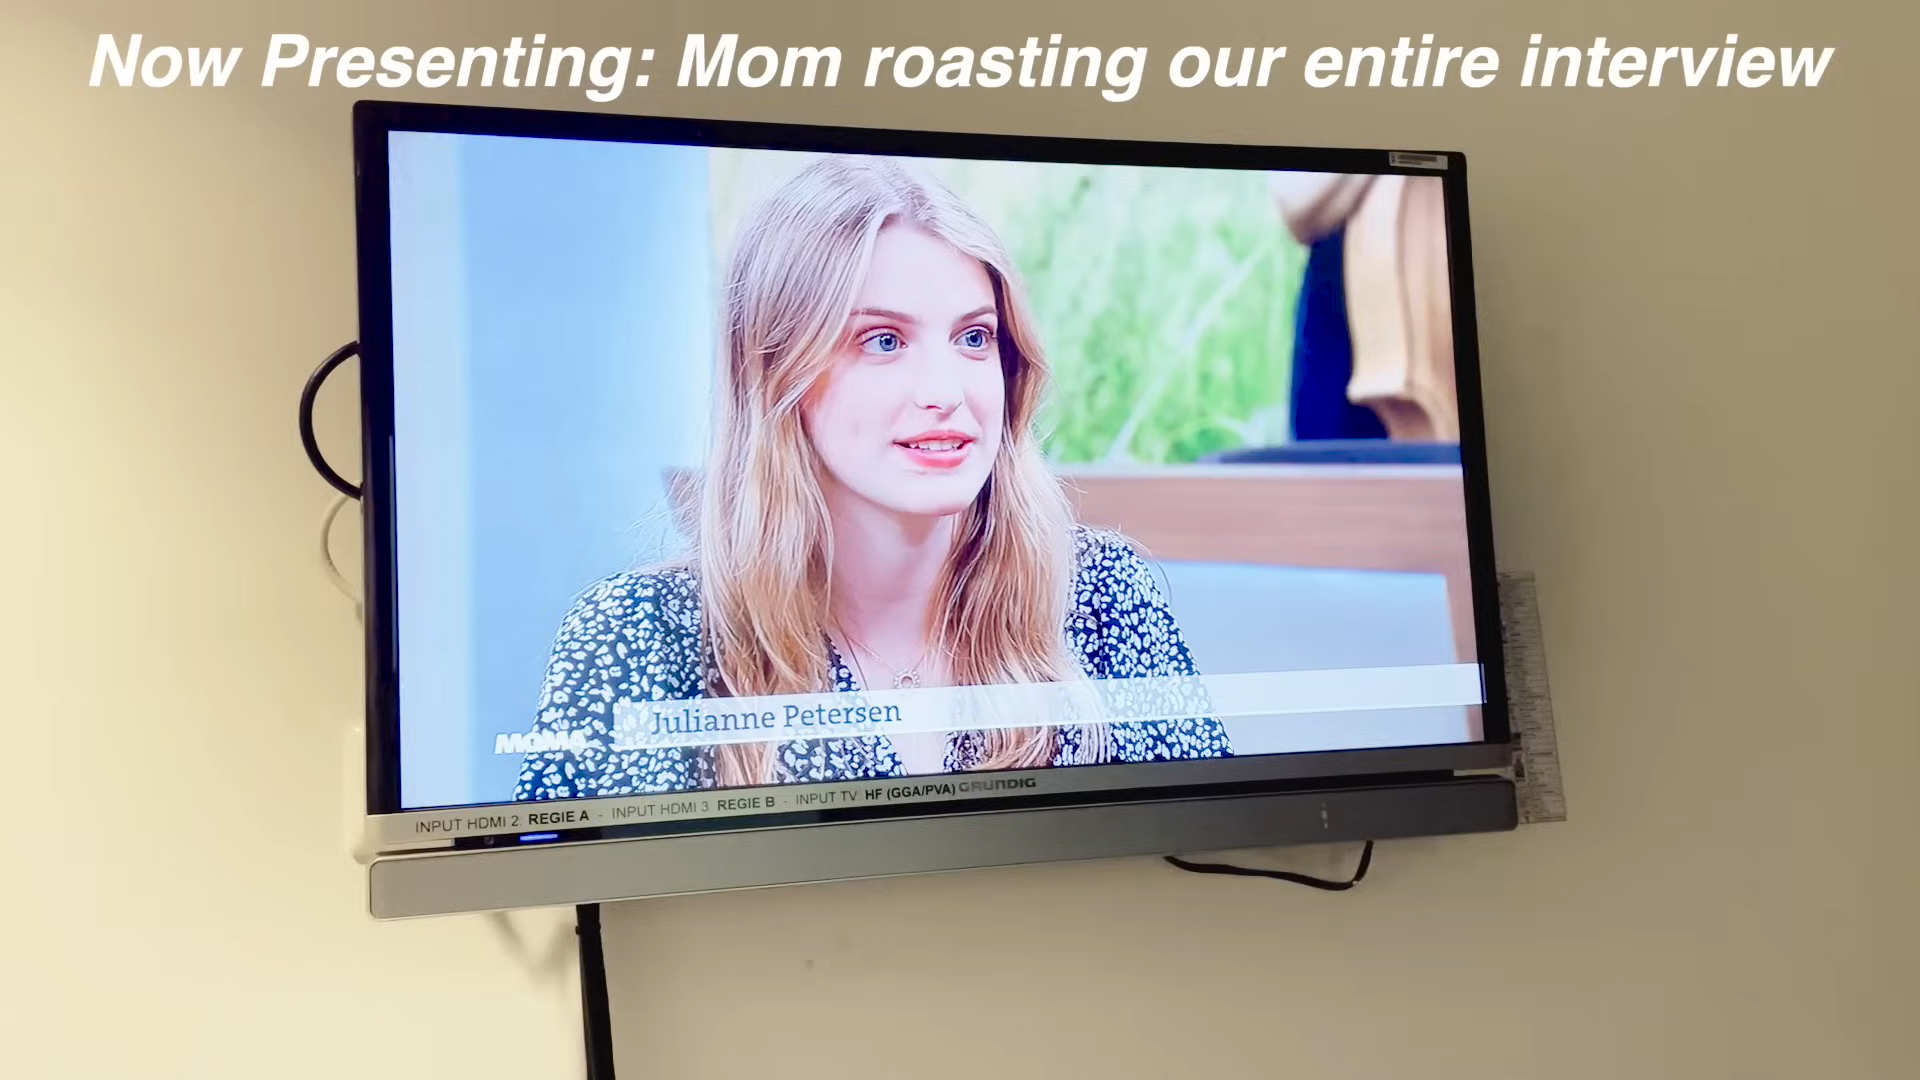 Now Presenting: Mom roasting our entire interview
Julianne Petersen
MOMA
GRUNDIG
INPUT HDMI 2: REGIE A - INPUT HDMI 3 REGIE B - INPUT TV: HF (GGA/PVA)